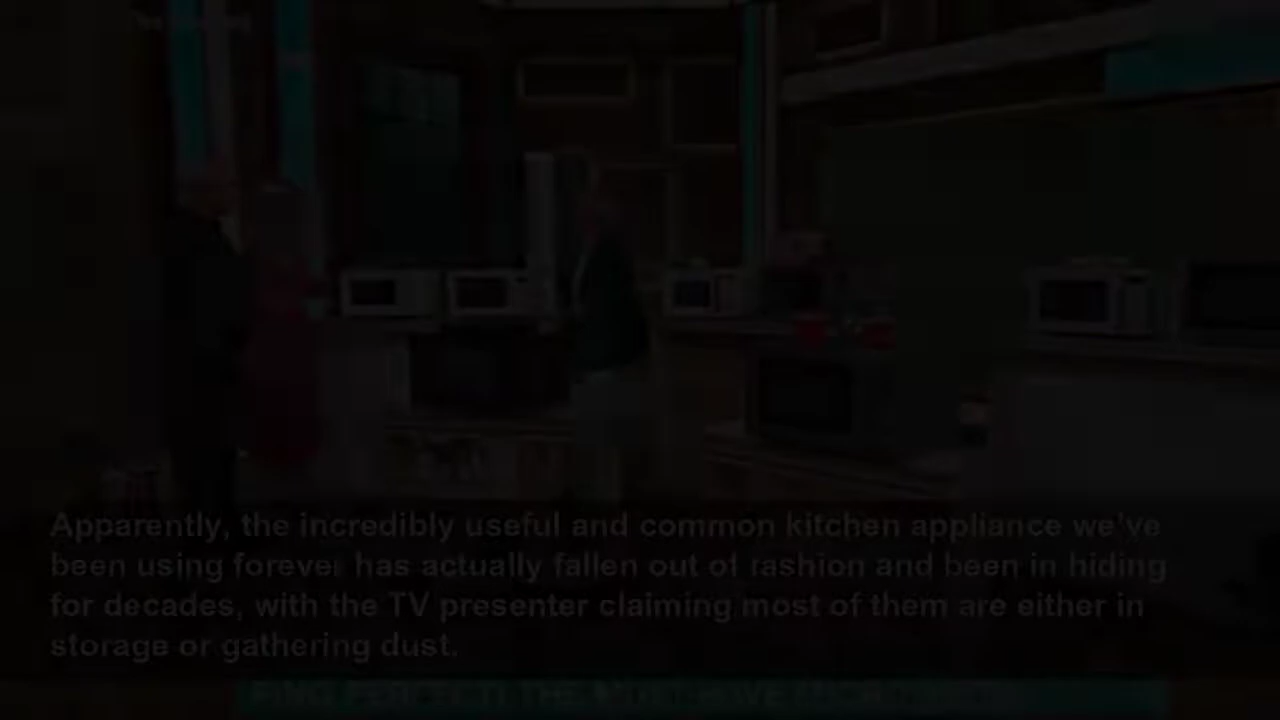 Apparently, the incredibly useful and common kitchen appliance we've
been using forever has actually fallen out of rashion and been in hiding
for decades, with the TV presenter claiming most of them are either in
storage or gathering dust.